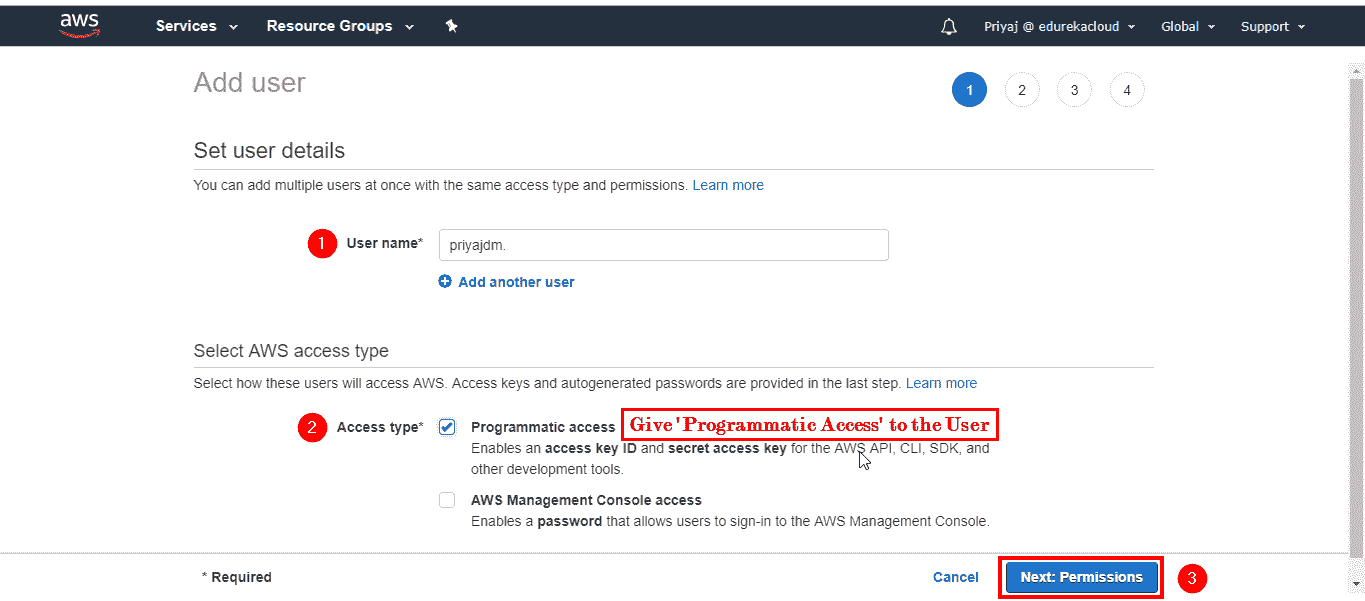 aws Services Resource Groups Priyaj @ edurekacloud Global Support
Add user 1 2 3 4
Set user details
You can add multiple users at once with the same access type and permissions. Learn more
1 User name* priyajdm.
Add another user
Select AWS access type
Select how these users will access AWS. Access keys and autogenerated passwords are provided in the last step. Learn more
2 Access type* Programmatic access Give 'Programmatic Access' to the User
Enables an access key ID and secret access key for the AWS API, CLI, SDK, and
other development tools.
AWS Management Console access
Enables a password that allows users to sign-in to the AWS Management Console.
* Required Cancel Next: Permissions 3